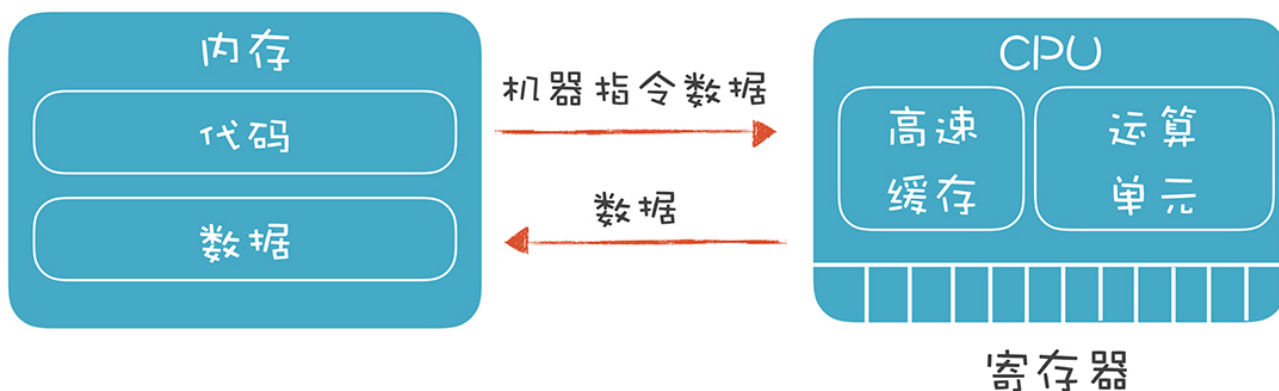 内存
代码
数据
机器指令数据
数据
CPU
高速
缓存
运算
单元
寄存器